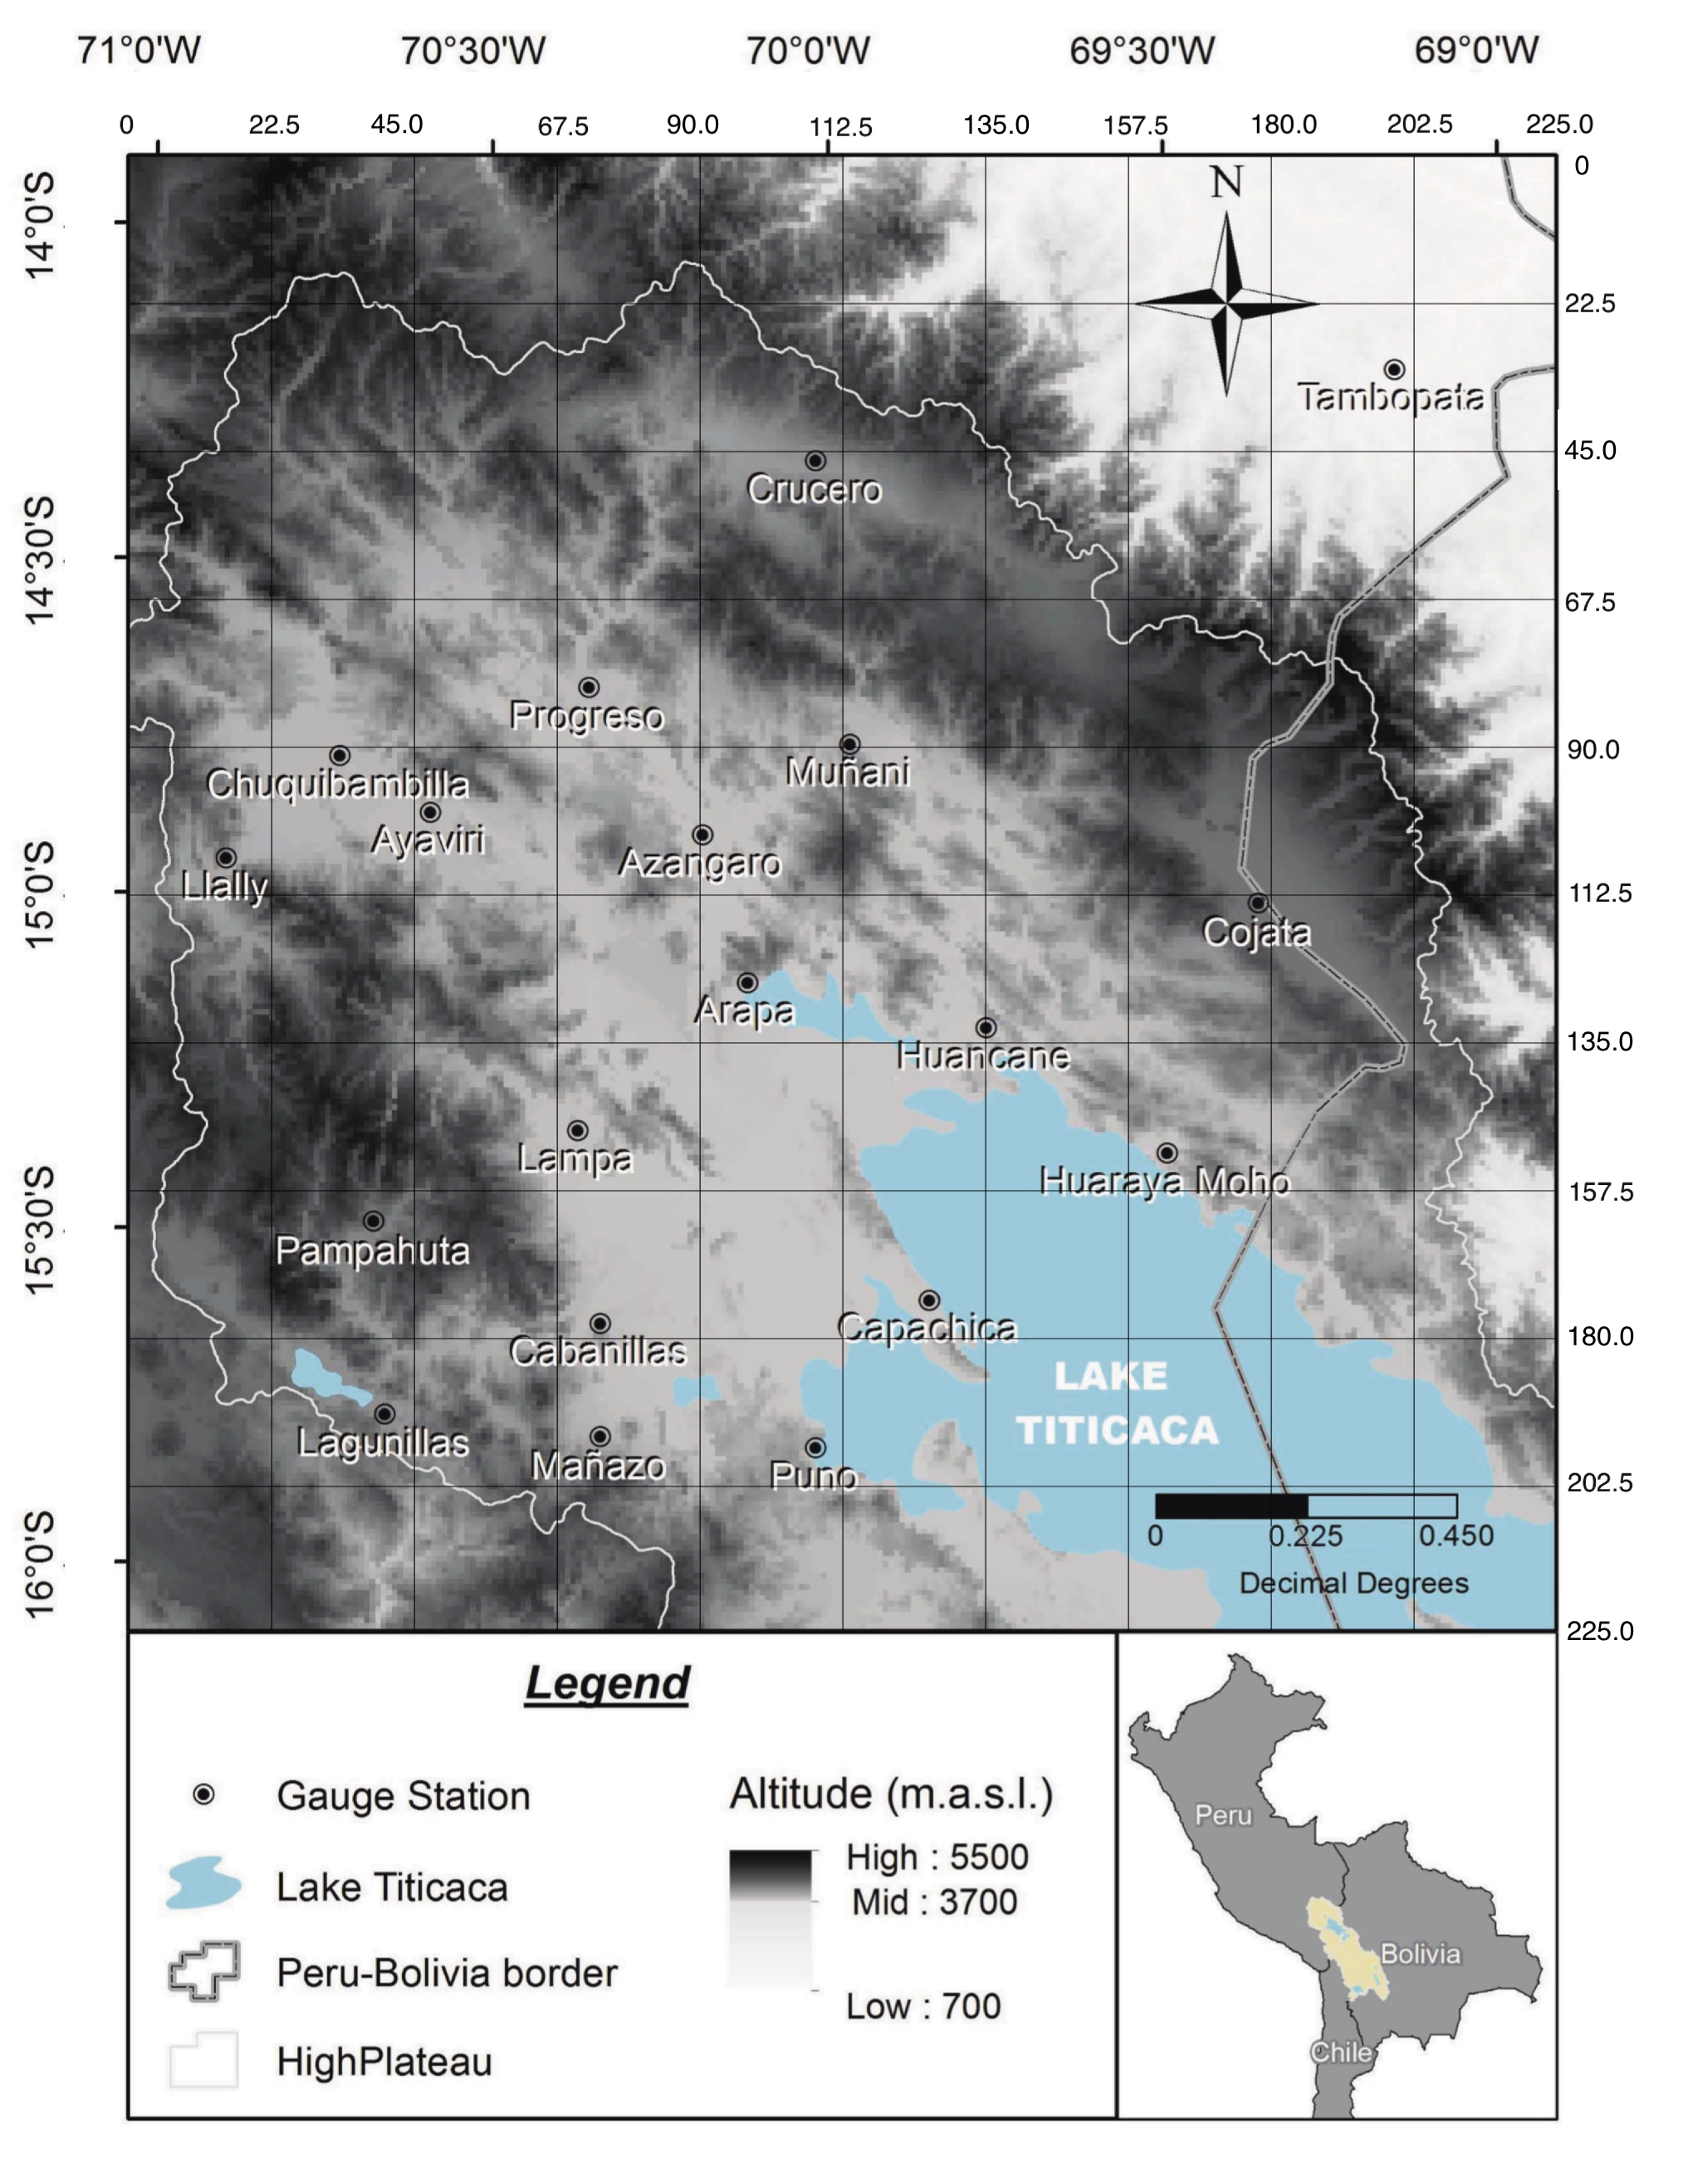 71°0'W 70°30'W 70°0'W 69°30'W 69°0'W
0 22.5 45.0 67.5 90.0 112.5 135.0 157.5 180.0 202.5 225.0
0
N
14°0'S
22.5
Tambopata
45.0
Crucero
14°30'S
67.5
Progreso
Muñani
90.0
Chuquibambilla
Ayaviri
Azangaro
Llally
15°0'S
112.5
Cojata
Arapa
Huancane
135.0
Lampa
Huaraya Moho
157.5
15°30'S
Pampahuta
Capachica
180.0
Cabanillas
LAKE
TITICACA
Lagunillas
Mañazo
Puno
202.5
0 0.225 0.450
16°0'S
Decimal Degrees
225.0
Legend
Gauge Station
Lake Titicaca
Peru-Bolivia border
HighPlateau
Altitude (m.a.s.l.)
High : 5500
Mid : 3700
Low : 700
Peru
Bolivia
Chile